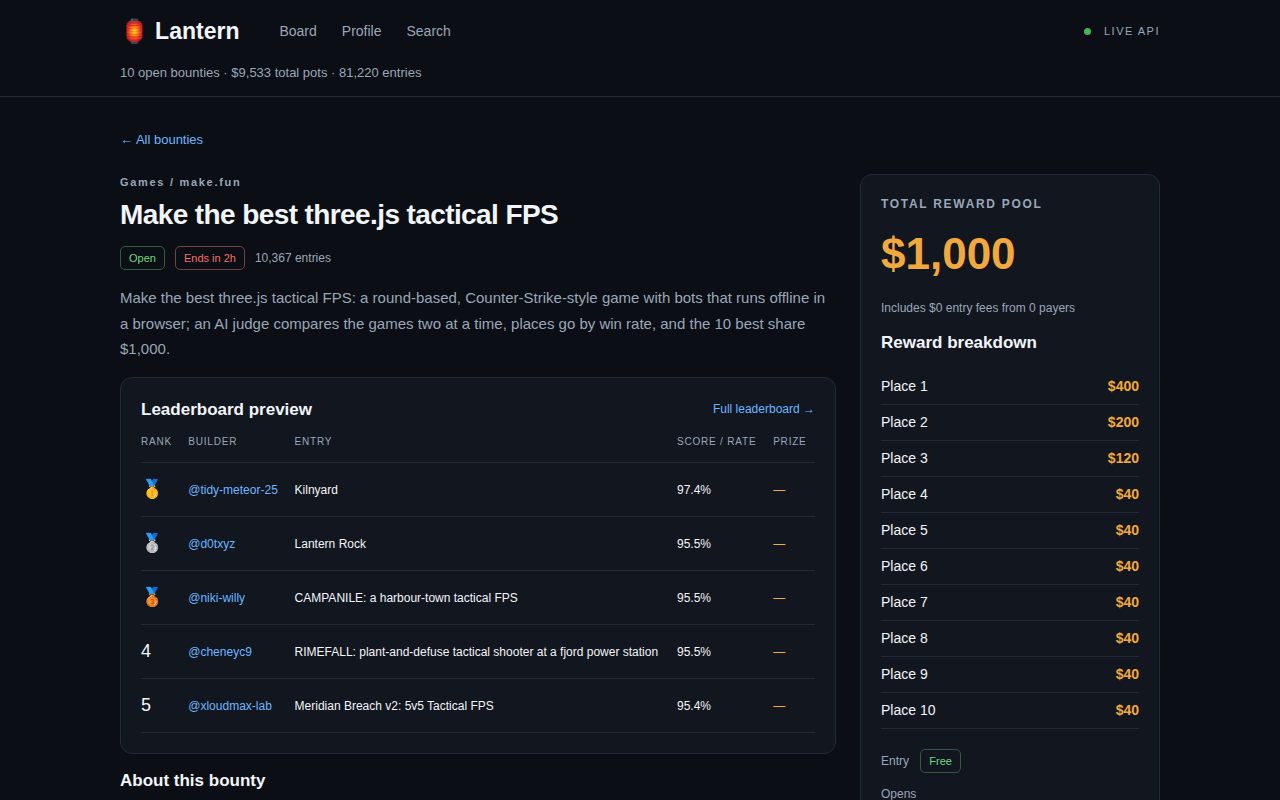 Lantern
Board Profile Search
LIVE API
10 open bounties · $9,533 total pots · 81,220 entries
← All bounties
Games / make.fun
Make the best three.js tactical FPS
Open Ends in 2h 10,367 entries
Make the best three.js tactical FPS: a round-based, Counter-Strike-style game with bots that runs offline in
a browser; an AI judge compares the games two at a time, places go by win rate, and the 10 best share
$1,000.
Leaderboard preview
Full leaderboard →
RANK BUILDER ENTRY SCORE / RATE PRIZE
@tidy-meteor-25 Kilnyard 97.4% —
@d0txyz Lantern Rock 95.5% —
@niki-willy CAMPANILE: a harbour-town tactical FPS 95.5% —
4 @cheneyc9 RIMEFALL: plant-and-defuse tactical shooter at a fjord power station 95.5% —
5 @xloudmax-lab Meridian Breach v2: 5v5 Tactical FPS 95.4% —
About this bounty
TOTAL REWARD POOL
$1,000
Includes $0 entry fees from 0 payers
Reward breakdown
Place 1 $400
Place 2 $200
Place 3 $120
Place 4 $40
Place 5 $40
Place 6 $40
Place 7 $40
Place 8 $40
Place 9 $40
Place 10 $40
Entry Free
Opens